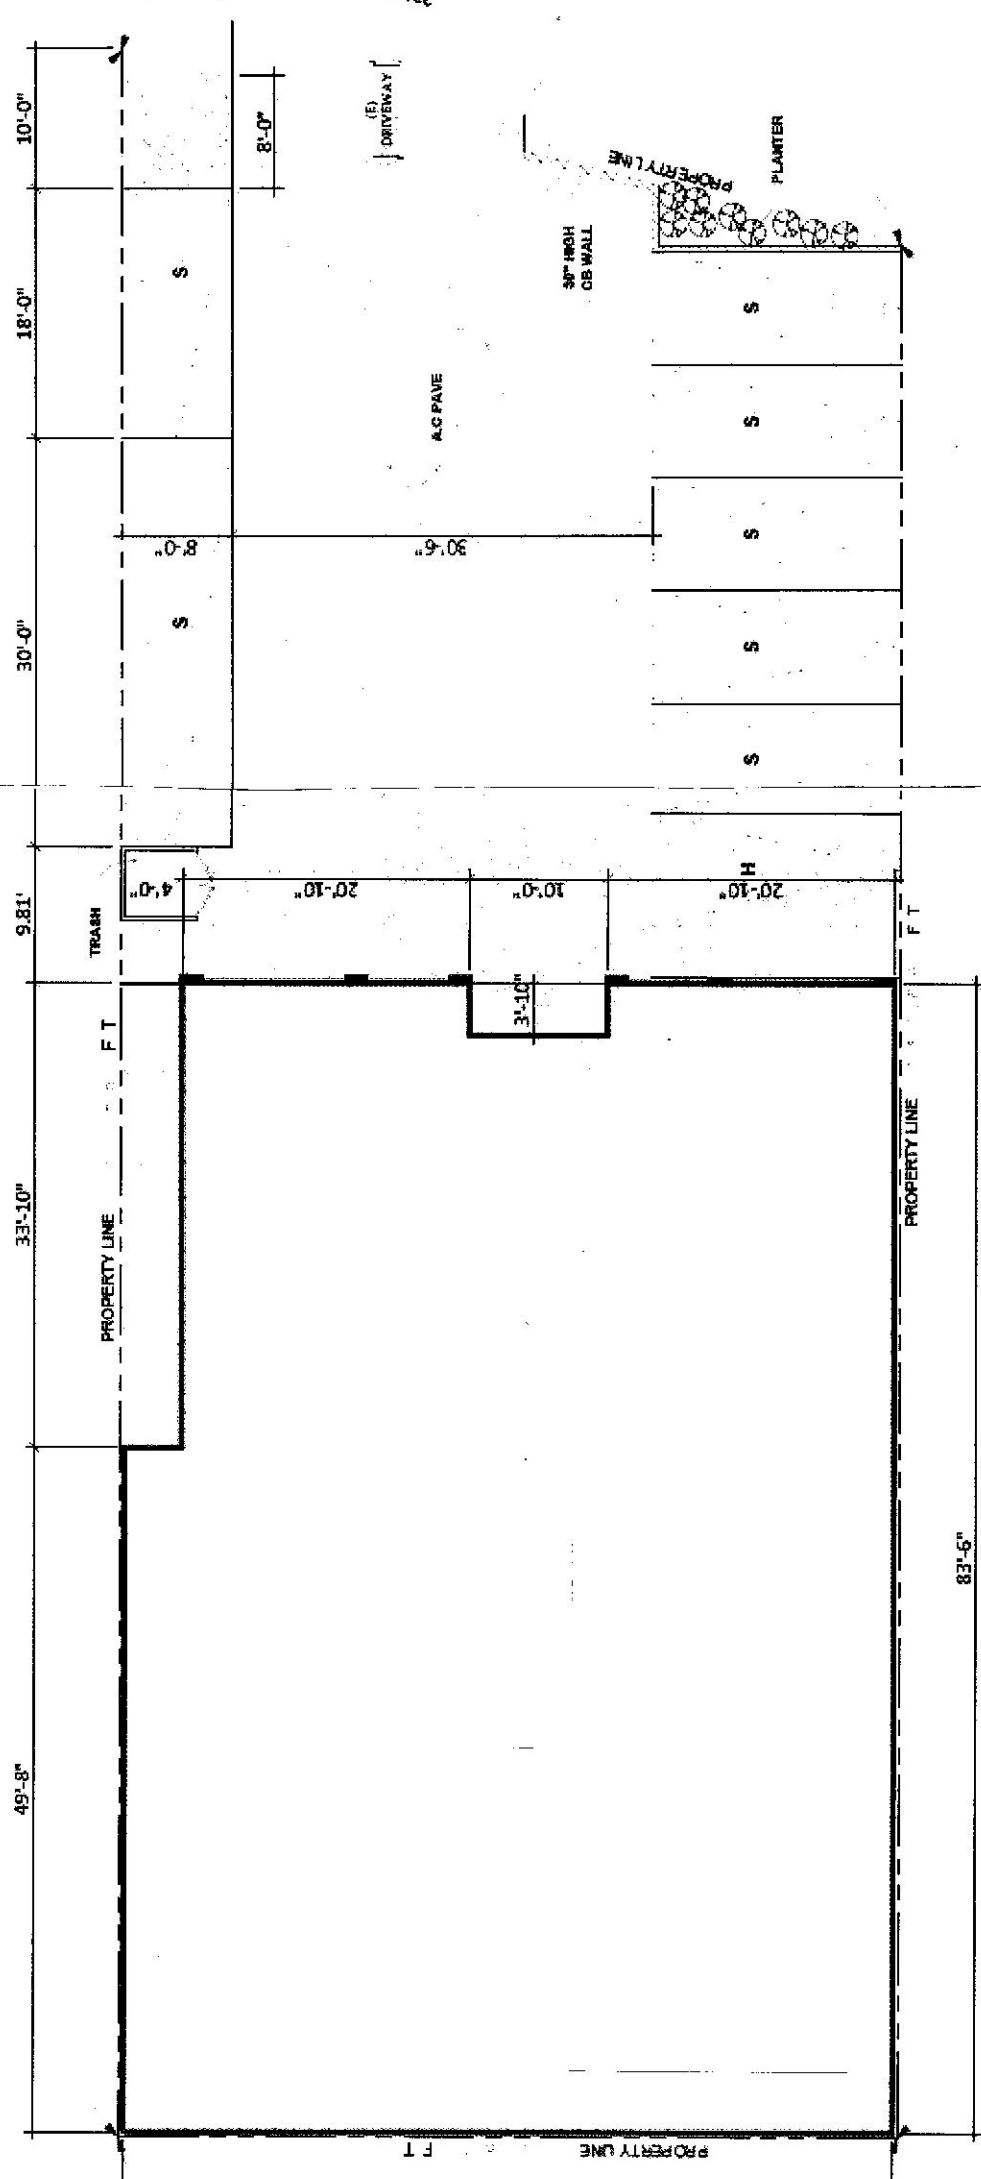 10'-0"
18'-0"
30'-0"
9.81'
33'-10"
49'-8"
8'-0"
(E)
DRIVEWAY
PROPERTY LINE
PLANTER
30" HIGH
CB WALL
A.C PAVE
S
S
S
S
S
S
S
8'-0"
30'-6"
TRASH
4'-0"
20'-10"
10'-0"
20'-10"
H
3'-10"
F T
F T
PROPERTY LINE
PROPERTY LINE
83'-6"
F T
PROPERTY LINE